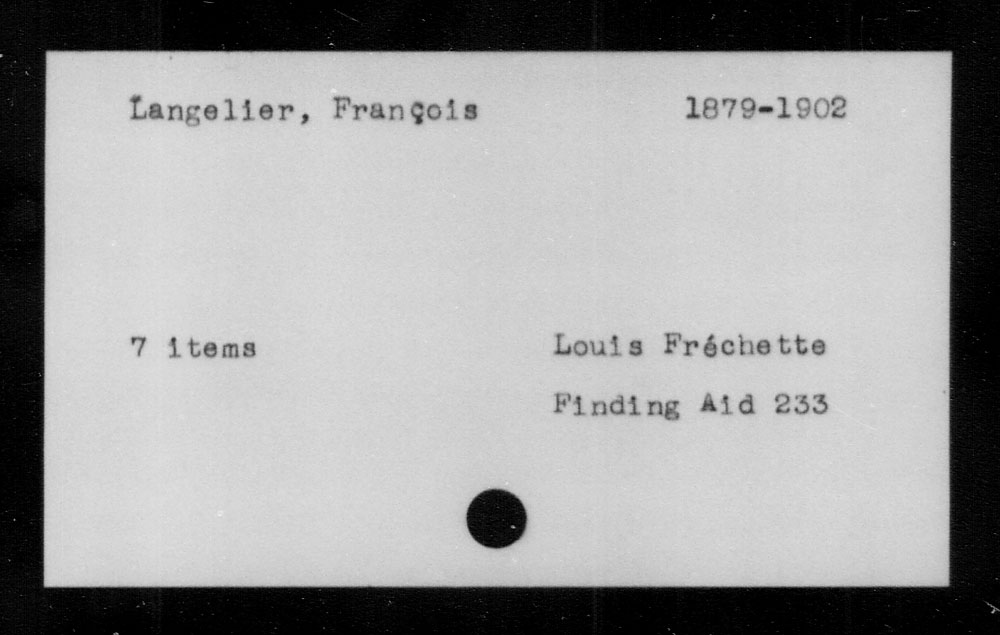 Langelier, François 1879-1902
7 items Louis Fréchette
Finding Aid 233